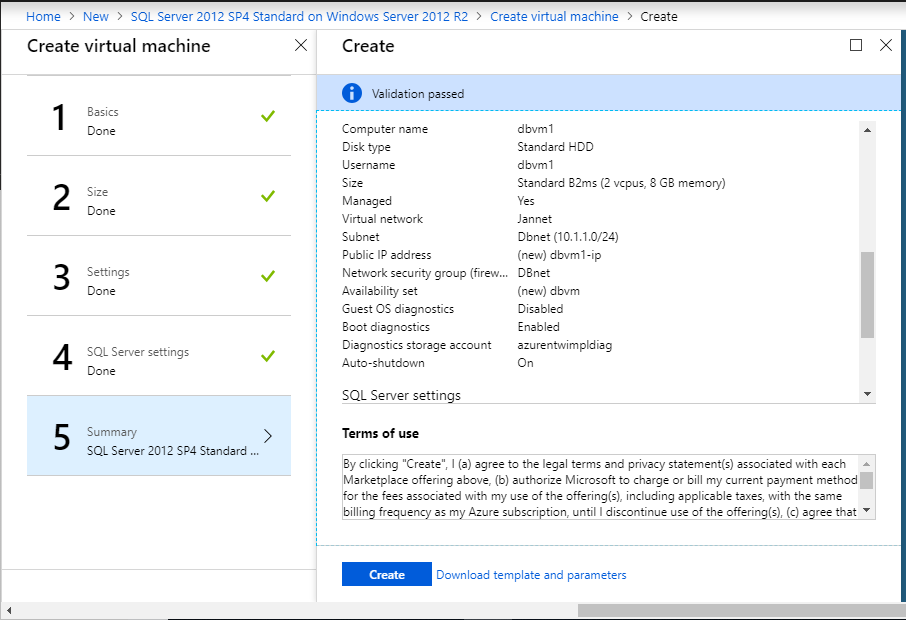 Home > New > SQL Server 2012 SP4 Standard on Windows Server 2012 R2 > Create virtual machine > Create
Create virtual machine
1
Basics
Done
2
Size
Done
3
Settings
Done
4
SQL Server settings
Done
5
Summary
SQL Server 2012 SP4 Standard ...
Create
Validation passed
Computer name dbvm1
Disk type Standard HDD
Username dbvm1
Size Standard B2ms (2 vcpus, 8 GB memory)
Managed Yes
Virtual network Jannet
Subnet Dbnet (10.1.1.0/24)
Public IP address (new) dbvm1-ip
Network security group (firew... DBnet
Availability set (new) dbvm
Guest OS diagnostics Disabled
Boot diagnostics Enabled
Diagnostics storage account azurentwimpldiag
Auto-shutdown On
SQL Server settings
Terms of use
By clicking "Create", I (a) agree to the legal terms and privacy statement(s) associated with each
Marketplace offering above, (b) authorize Microsoft to charge or bill my current payment method
for the fees associated with my use of the offering(s), including applicable taxes, with the same
billing frequency as my Azure subscription, until I discontinue use of the offering(s), (c) agree that
Create
Download template and parameters